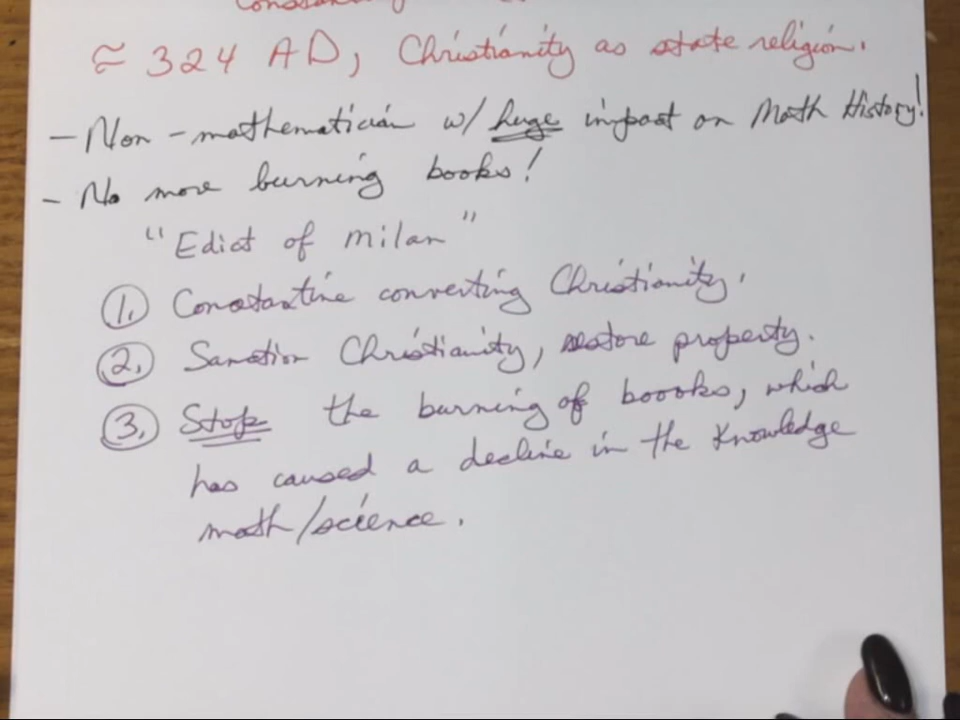 ≈ 324 AD, Christianity as state religion.
- Non-mathematician w/ huge impact on Math History!
- No more burning books!
"Edict of Milan"
1. Constantine converting Christianity.
2. Sanction Christianity, restore property.
3. Stop the burning of boooks, which
has caused a decline in the knowledge
math/science.